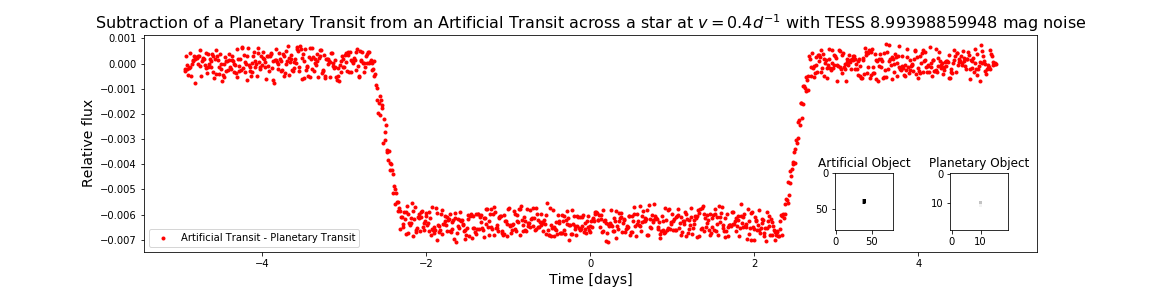 Subtraction of a Planetary Transit from an Artificial Transit across a star at v = 0.4d⁻¹ with TESS 8.99398859948 mag noise
0.001
0.000
−0.001
−0.002
−0.003
−0.004
−0.005
−0.006
−0.007
Relative flux
Artificial Transit - Planetary Transit
Artificial Object
0
50
0 50
Planetary Object
0
10
0 10
−4 −2 0 2 4
Time [days]